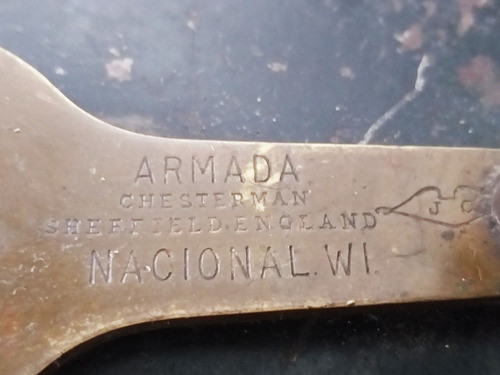 ARMADA.
CHESTERMAN
SHEFFIELD.ENGLAND
J C
NACIONAL.WI.